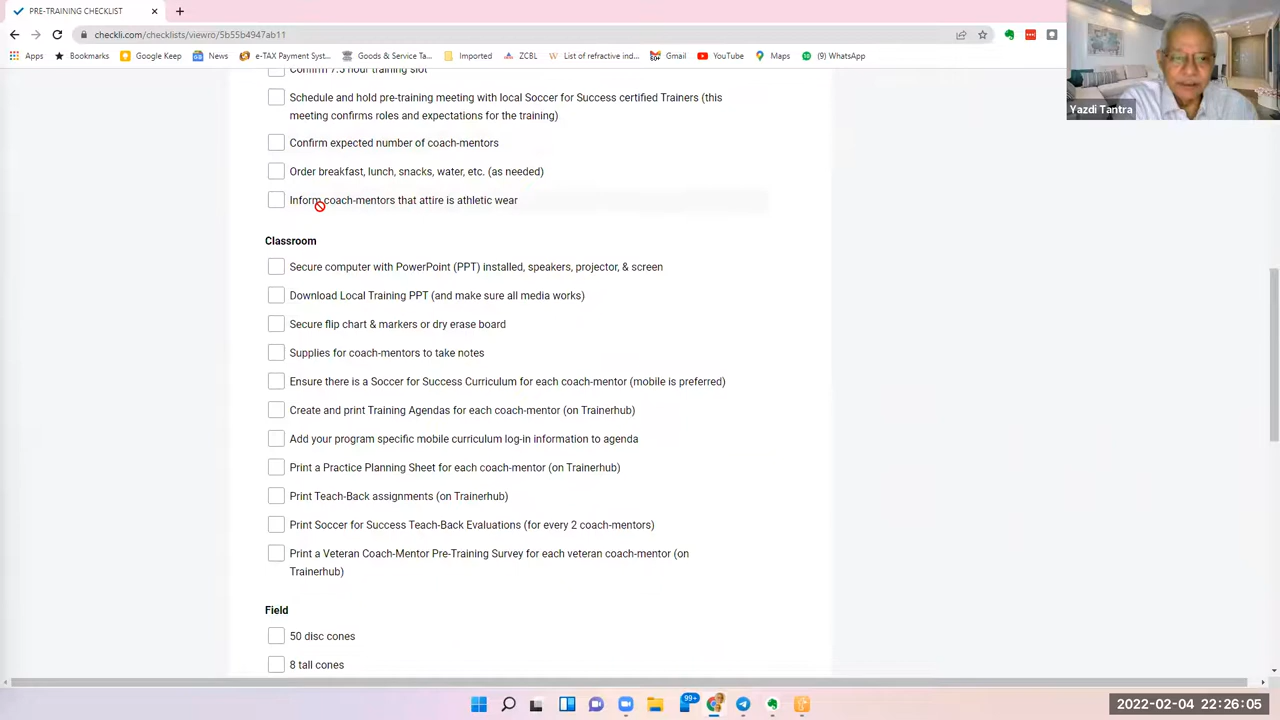 PRE-TRAINING CHECKLIST
checkli.com/checklists/viewro/5b55b4947ab11
Apps Bookmarks Google Keep News e-TAX Payment Syst... Goods & Service Ta... Imported ZCBL List of refractive ind... Gmail YouTube Maps (9) WhatsApp
Yazdi Tantra
Confirm 7.5 hour training slot
Schedule and hold pre-training meeting with local Soccer for Success certified Trainers (this
meeting confirms roles and expectations for the training)
Confirm expected number of coach-mentors
Order breakfast, lunch, snacks, water, etc. (as needed)
Inform coach-mentors that attire is athletic wear
Classroom
Secure computer with PowerPoint (PPT) installed, speakers, projector, & screen
Download Local Training PPT (and make sure all media works)
Secure flip chart & markers or dry erase board
Supplies for coach-mentors to take notes
Ensure there is a Soccer for Success Curriculum for each coach-mentor (mobile is preferred)
Create and print Training Agendas for each coach-mentor (on Trainerhub)
Add your program specific mobile curriculum log-in information to agenda
Print a Practice Planning Sheet for each coach-mentor (on Trainerhub)
Print Teach-Back assignments (on Trainerhub)
Print Soccer for Success Teach-Back Evaluations (for every 2 coach-mentors)
Print a Veteran Coach-Mentor Pre-Training Survey for each veteran coach-mentor (on
Trainerhub)
Field
50 disc cones
8 tall cones
99+
2022-02-04 22:26:05